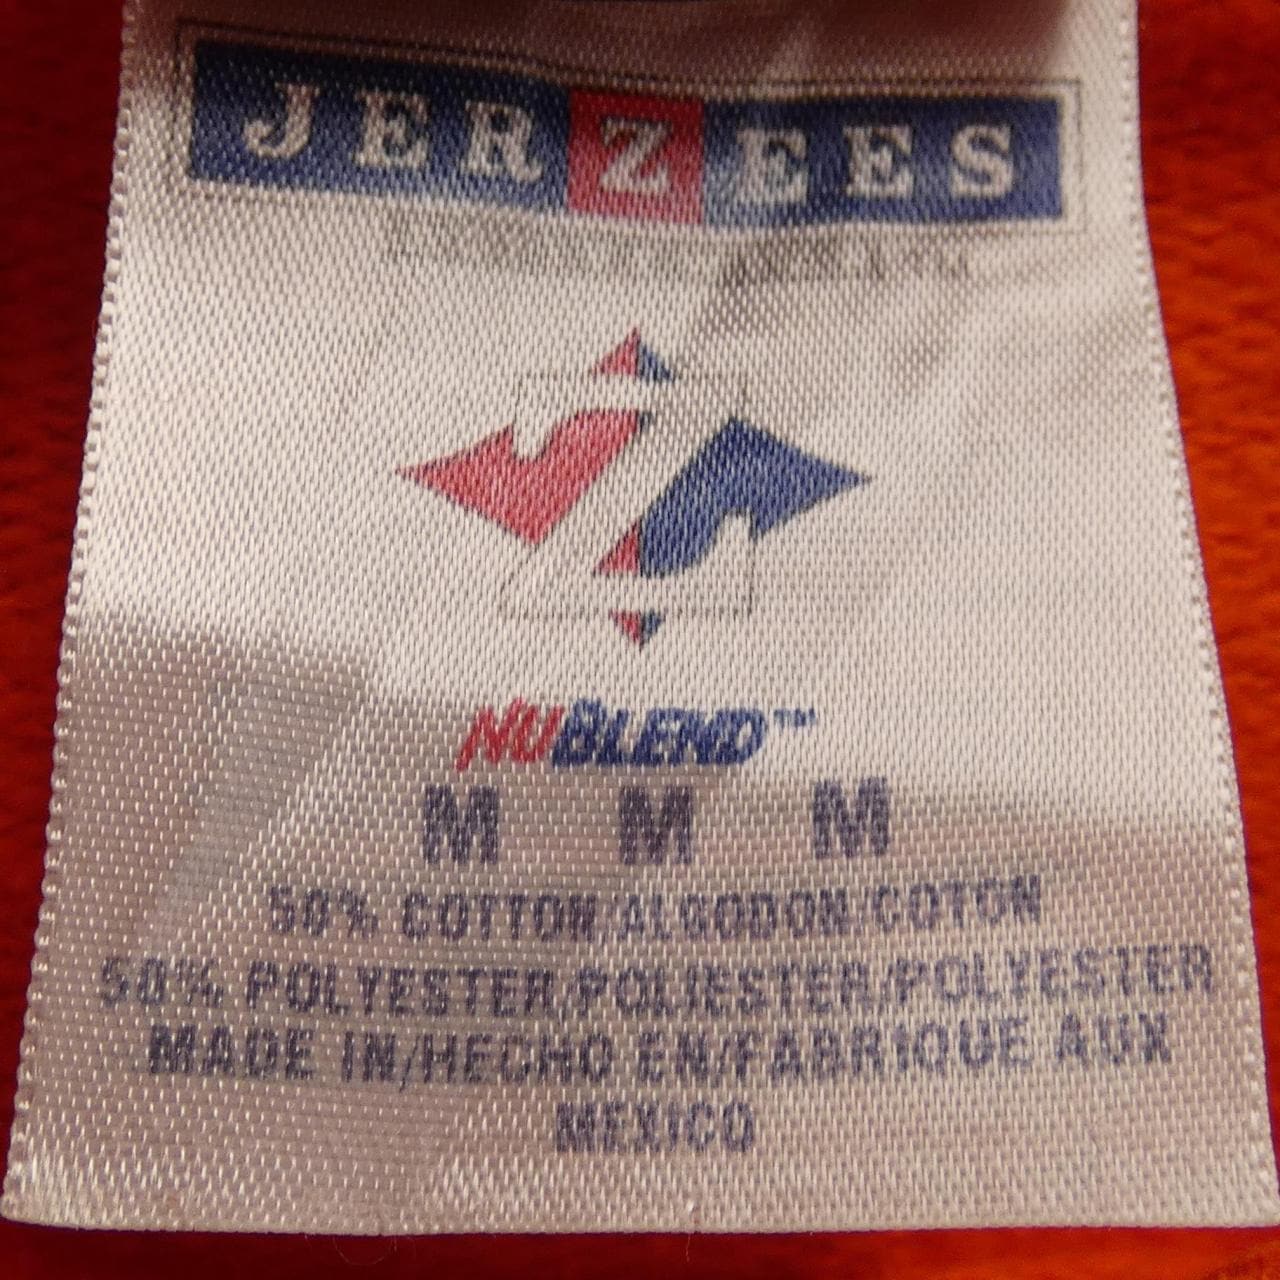 JERZEES
NUBLEND™
M M M
50% COTTON/ALGODON/COTON
50% POLYESTER/POLIESTER/POLYESTER
MADE IN/HECHO EN/FABRIQUE AUX
MEXICO